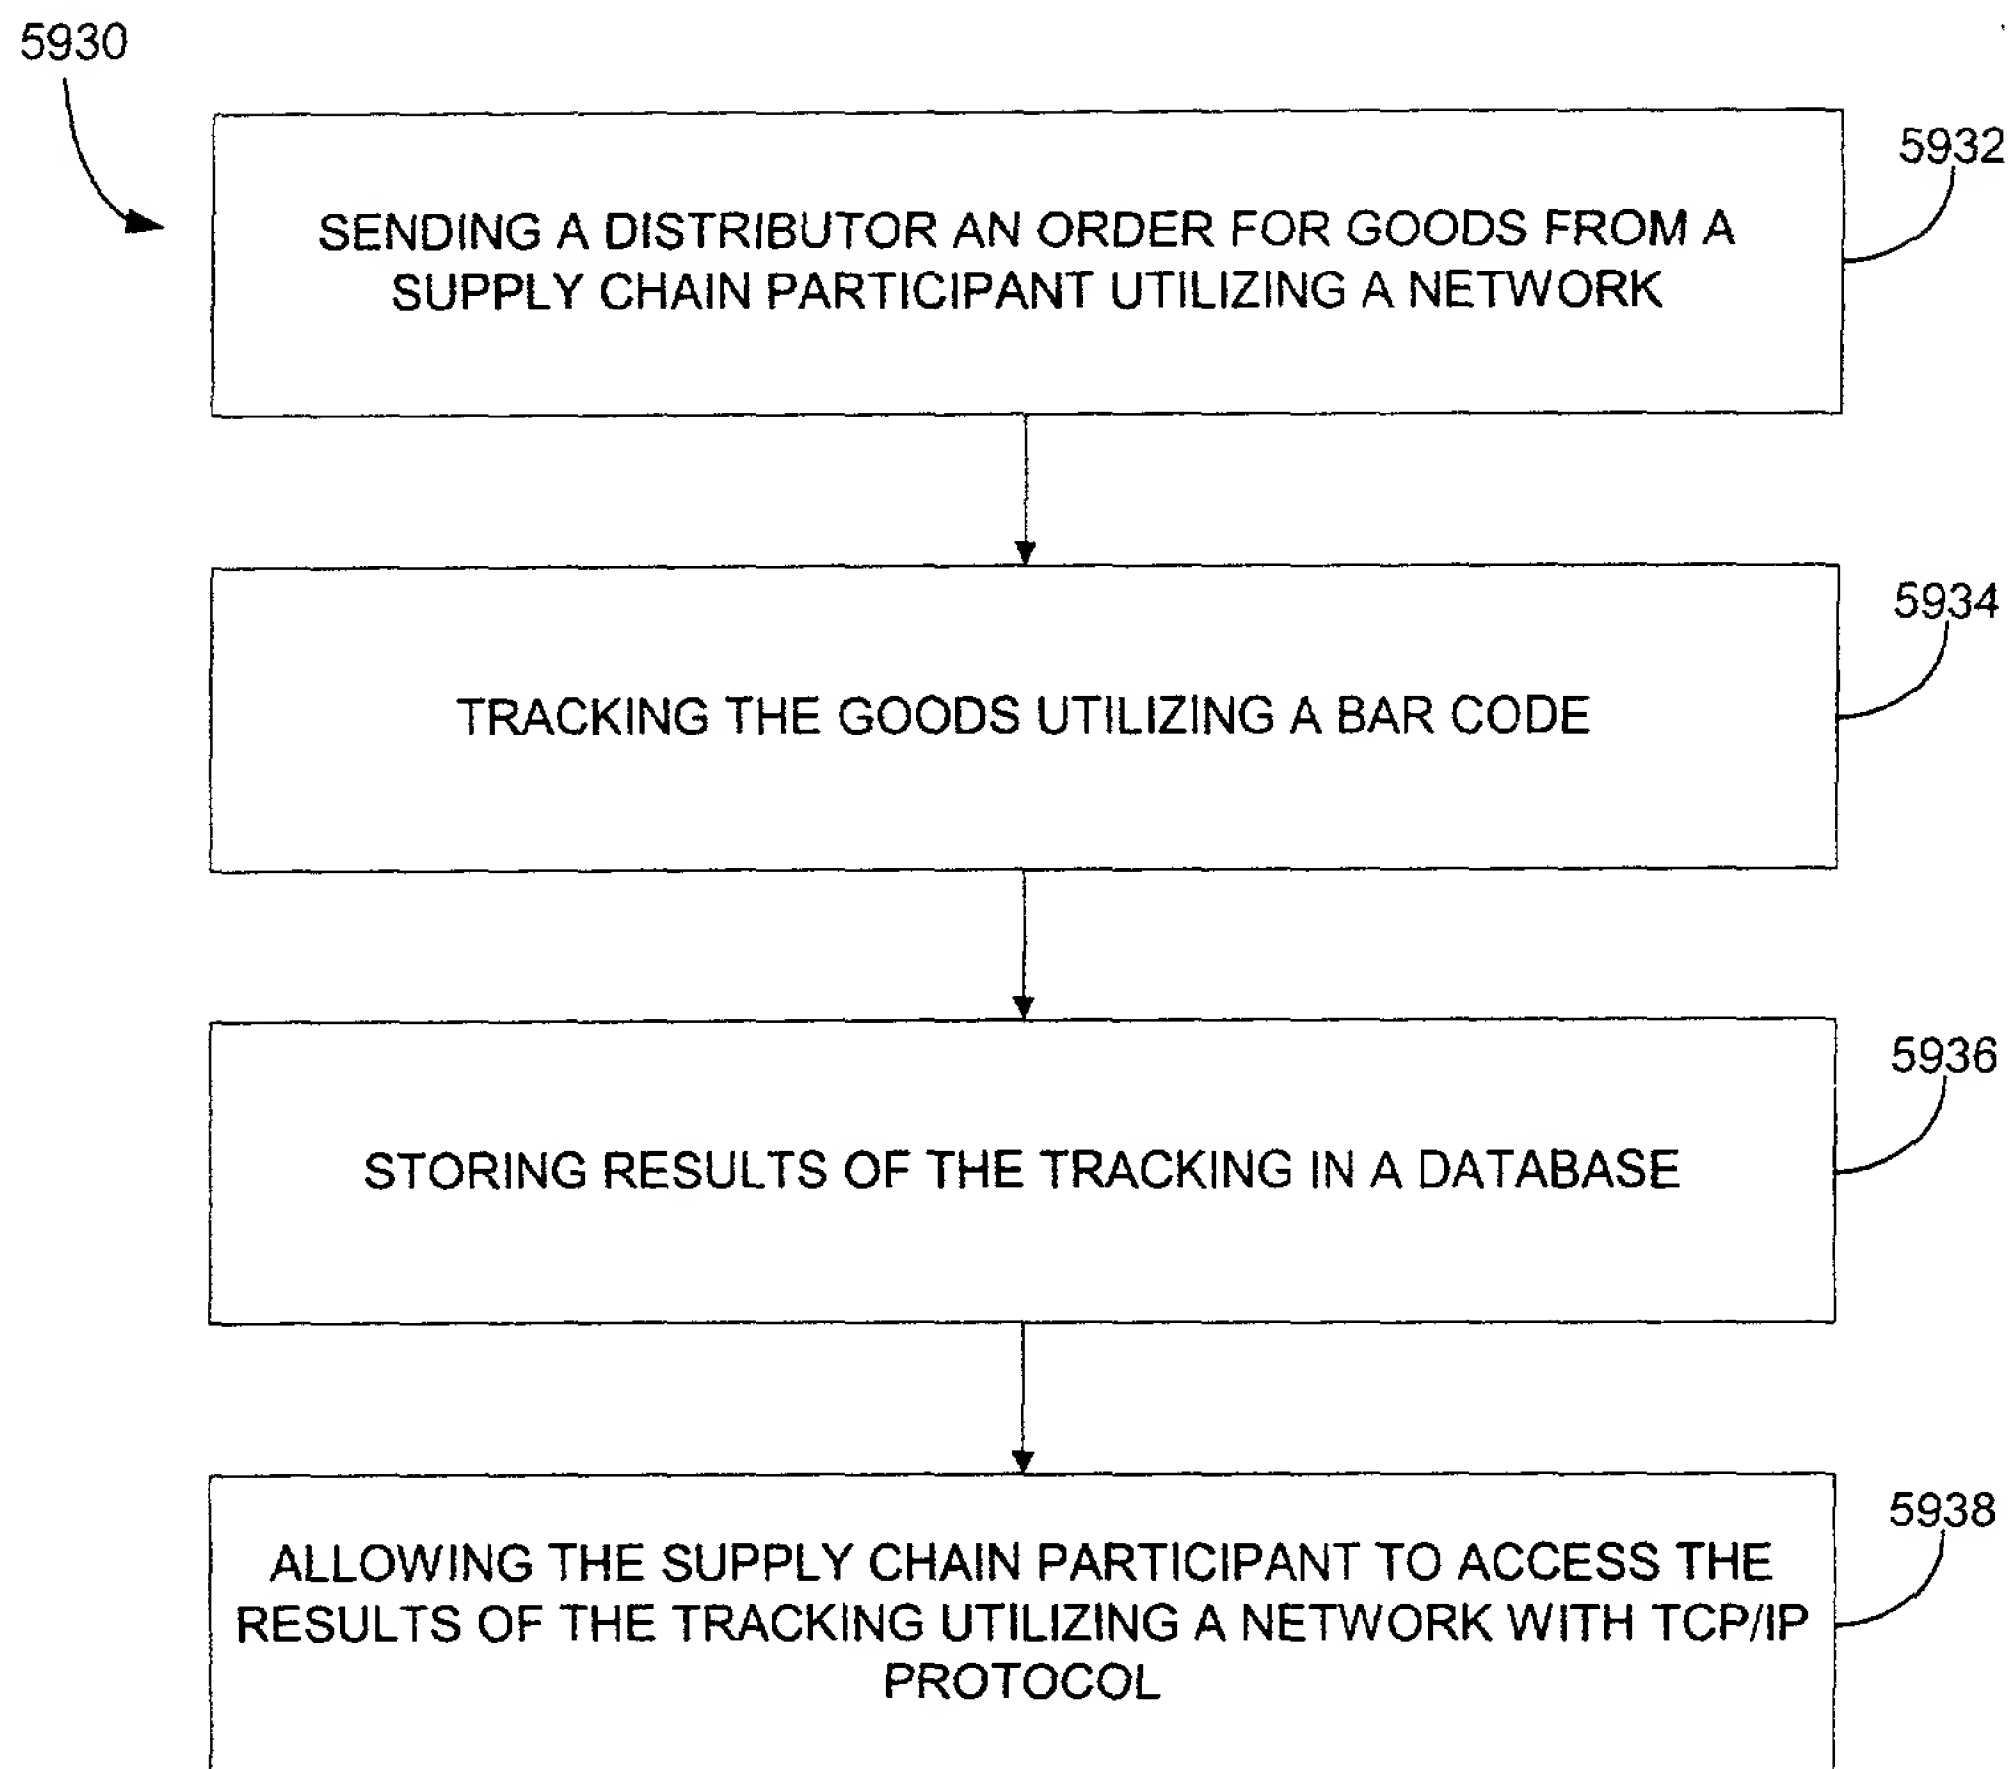 5930
5932
SENDING A DISTRIBUTOR AN ORDER FOR GOODS FROM A
SUPPLY CHAIN PARTICIPANT UTILIZING A NETWORK
5934
TRACKING THE GOODS UTILIZING A BAR CODE
5936
STORING RESULTS OF THE TRACKING IN A DATABASE
5938
ALLOWING THE SUPPLY CHAIN PARTICIPANT TO ACCESS THE
RESULTS OF THE TRACKING UTILIZING A NETWORK WITH TCP/IP
PROTOCOL